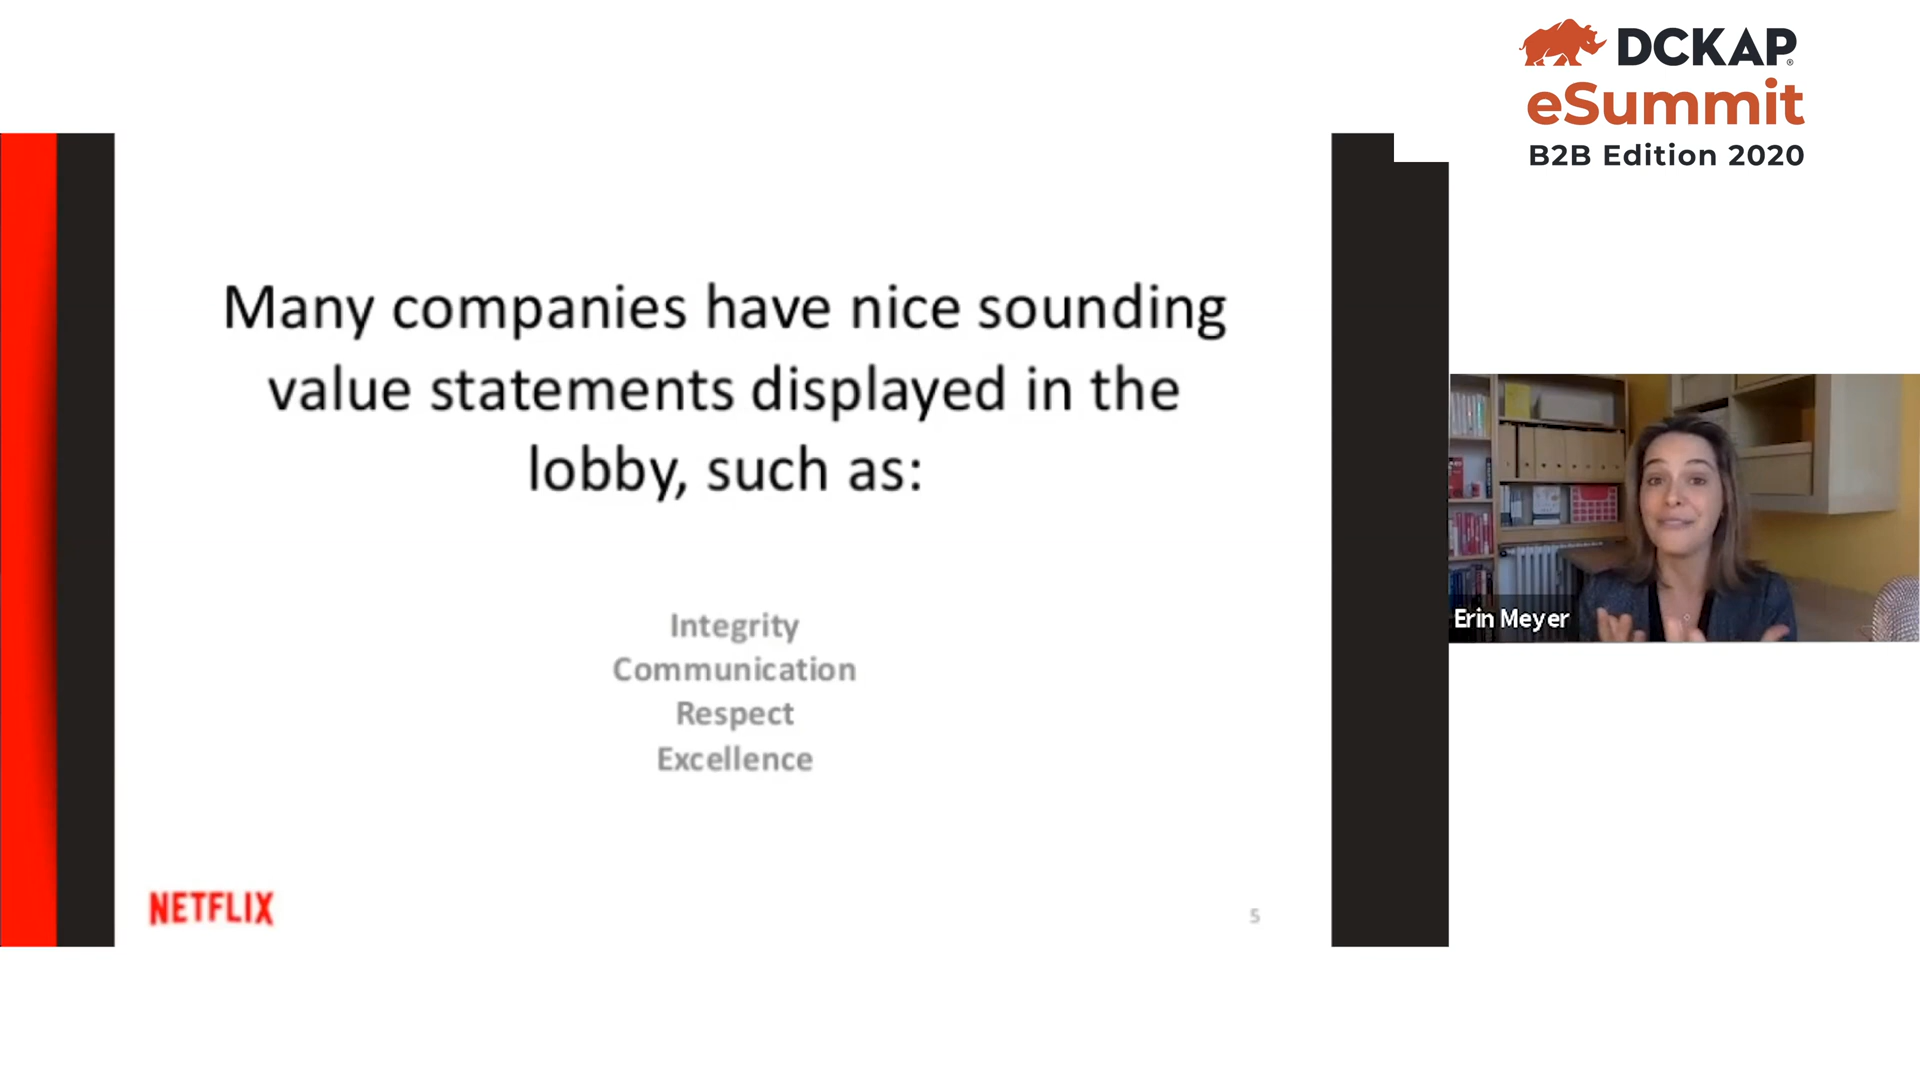 DCKAP®
eSummit
B2B Edition 2020
Many companies have nice sounding
value statements displayed in the
lobby, such as:
Integrity
Communication
Respect
Excellence
NETFLIX
5
Erin Meyer